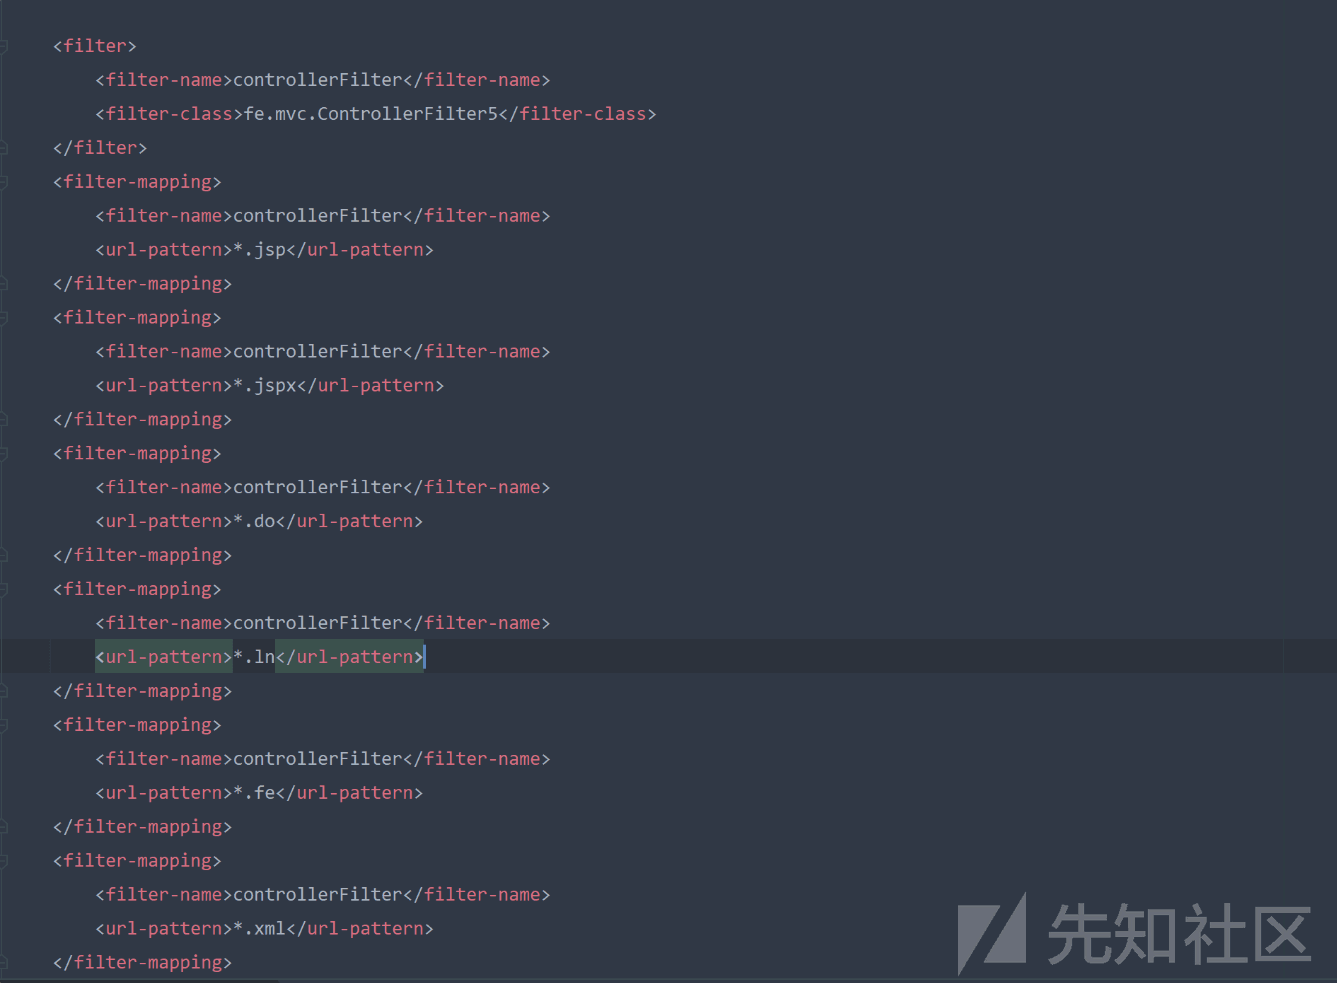 <filter>
    <filter-name>controllerFilter</filter-name>
    <filter-class>fe.mvc.ControllerFilter5</filter-class>
</filter>
<filter-mapping>
    <filter-name>controllerFilter</filter-name>
    <url-pattern>*.jsp</url-pattern>
</filter-mapping>
<filter-mapping>
    <filter-name>controllerFilter</filter-name>
    <url-pattern>*.jspx</url-pattern>
</filter-mapping>
<filter-mapping>
    <filter-name>controllerFilter</filter-name>
    <url-pattern>*.do</url-pattern>
</filter-mapping>
<filter-mapping>
    <filter-name>controllerFilter</filter-name>
    <url-pattern>*.ln</url-pattern>
</filter-mapping>
<filter-mapping>
    <filter-name>controllerFilter</filter-name>
    <url-pattern>*.fe</url-pattern>
</filter-mapping>
<filter-mapping>
    <filter-name>controllerFilter</filter-name>
    <url-pattern>*.xml</url-pattern>
</filter-mapping>
先知社区